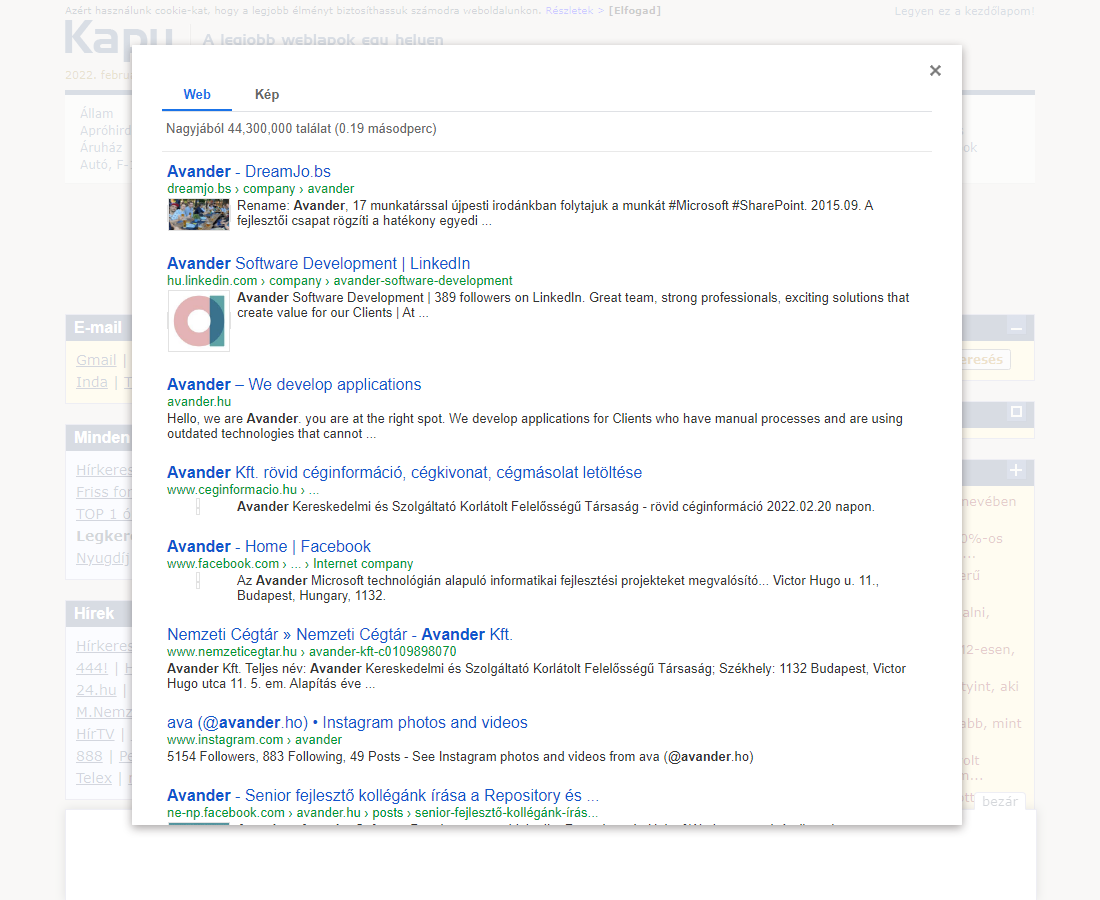 Azért használunk cookie-kat, hogy a legjobb élményt biztosíthassuk számodra weboldalunkon. Részletek > [Elfogad]
Legyen ez a kezdőlapom!
Kapu
A legjobb weblapok egy helyen
2022. február
Állam
Apróhird
Áruház
Autó, F-
ok
Web
Kép
Nagyjából 44,300,000 találat (0.19 másodperc)
Avander - DreamJo.bs
dreamjo.bs › company › avander
Rename: Avander, 17 munkatárssal újpesti irodánkban folytatjuk a munkát #Microsoft #SharePoint. 2015.09. A
fejlesztői csapat rögzíti a hatékony egyedi ...
Avander Software Development | LinkedIn
hu.linkedin.com › company › avander-software-development
Avander Software Development | 389 followers on LinkedIn. Great team, strong professionals, exciting solutions that
create value for our Clients | At ...
Avander – We develop applications
avander.hu
Hello, we are Avander. you are at the right spot. We develop applications for Clients who have manual processes and are using
outdated technologies that cannot ...
Avander Kft. rövid céginformáció, cégkivonat, cégmásolat letöltése
www.ceginformacio.hu › ...
Avander Kereskedelmi és Szolgáltató Korlátolt Felelősségű Társaság - rövid céginformáció 2022.02.20 napon.
Avander - Home | Facebook
www.facebook.com › ... › Internet company
Az Avander Microsoft technológián alapuló informatikai fejlesztési projekteket megvalósító... Victor Hugo u. 11.,
Budapest, Hungary, 1132.
Nemzeti Cégtár » Nemzeti Cégtár - Avander Kft.
www.nemzeticegtar.hu › avander-kft-c0109898070
Avander Kft. Teljes név: Avander Kereskedelmi és Szolgáltató Korlátolt Felelősségű Társaság; Székhely: 1132 Budapest, Victor
Hugo utca 11. 5. em. Alapítás éve ...
ava (@avander.ho) • Instagram photos and videos
www.instagram.com › avander
5154 Followers, 883 Following, 49 Posts - See Instagram photos and videos from ava (@avander.ho)
Avander - Senior fejlesztő kollégánk írása a Repository és ...
ne-np.facebook.com › avander.hu › posts › senior-fejlesztő-kollégánk-írás...
E-mail
Gmail |
Inda | T
Minden
Hírkeres
Friss for
TOP 1 ó
Legkere
Nyugdíj
Hírek
Hírkeres
444! | H
24.hu |
M.Nemz
HírTV |
888 | Pe
Telex |
eresés
nevében
0%-os
...
erű
alni,
12-esen,
tyint, aki
abb, mint
olt
n...
ott
bezár